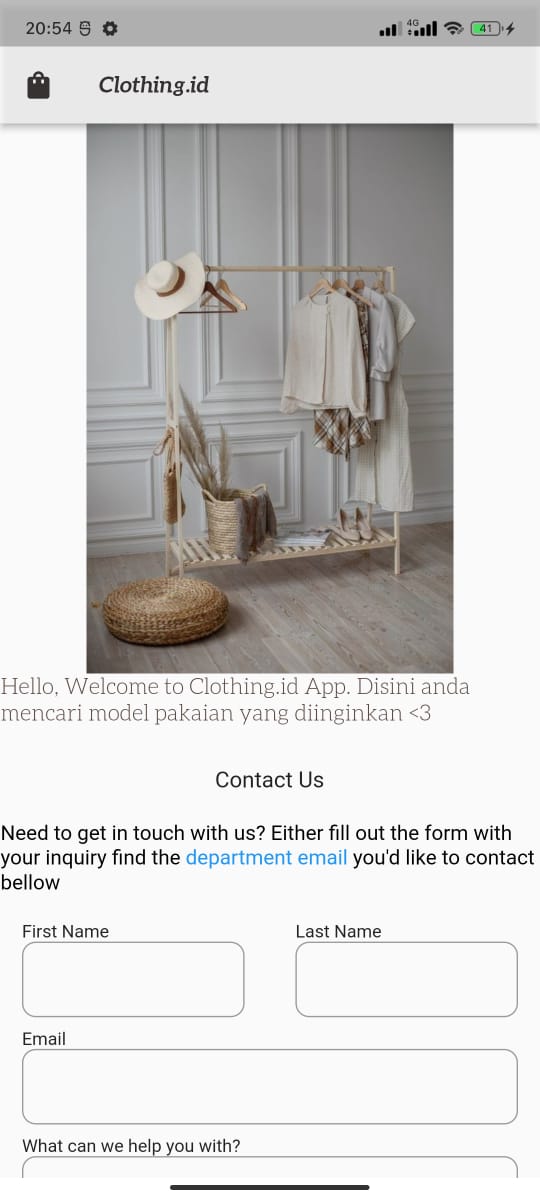 20:54
4G
41
Clothing.id
Hello, Welcome to Clothing.id App. Disini anda
mencari model pakaian yang diinginkan <3
Contact Us
Need to get in touch with us? Either fill out the form with
your inquiry find the department email you'd like to contact
bellow
First Name Last Name
Email
What can we help you with?